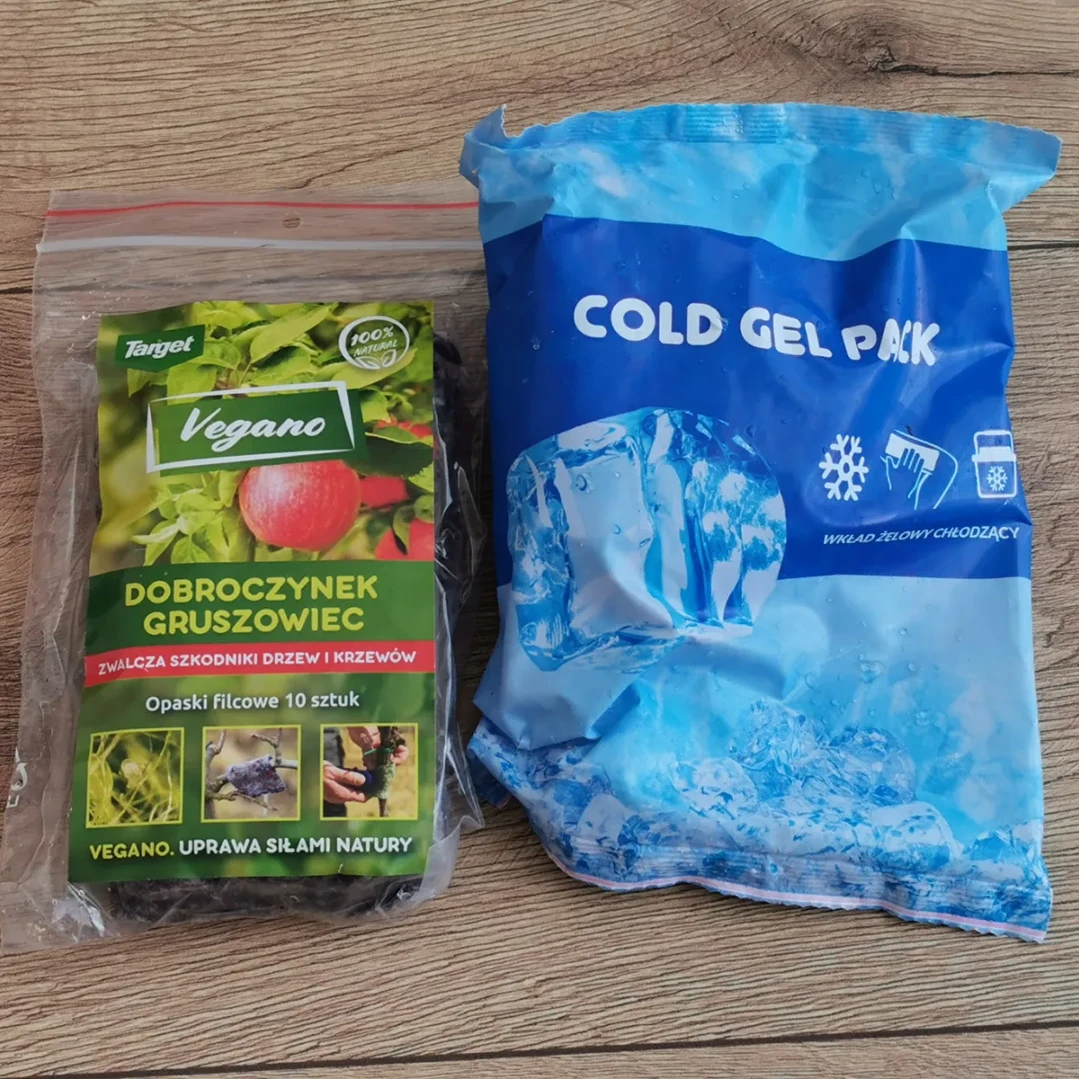 Target
100%
NATURAL
Vegano
DOBROCZYNEK
GRUSZOWIEC
ZWALCZA SZKODNIKI DRZEW I KRZEWÓW
Opaski filcowe 10 sztuk
VEGANO. UPRAWA SIŁAMI NATURY
COLD GEL PACK
WKŁAD ŻELOWY CHŁODZĄCY